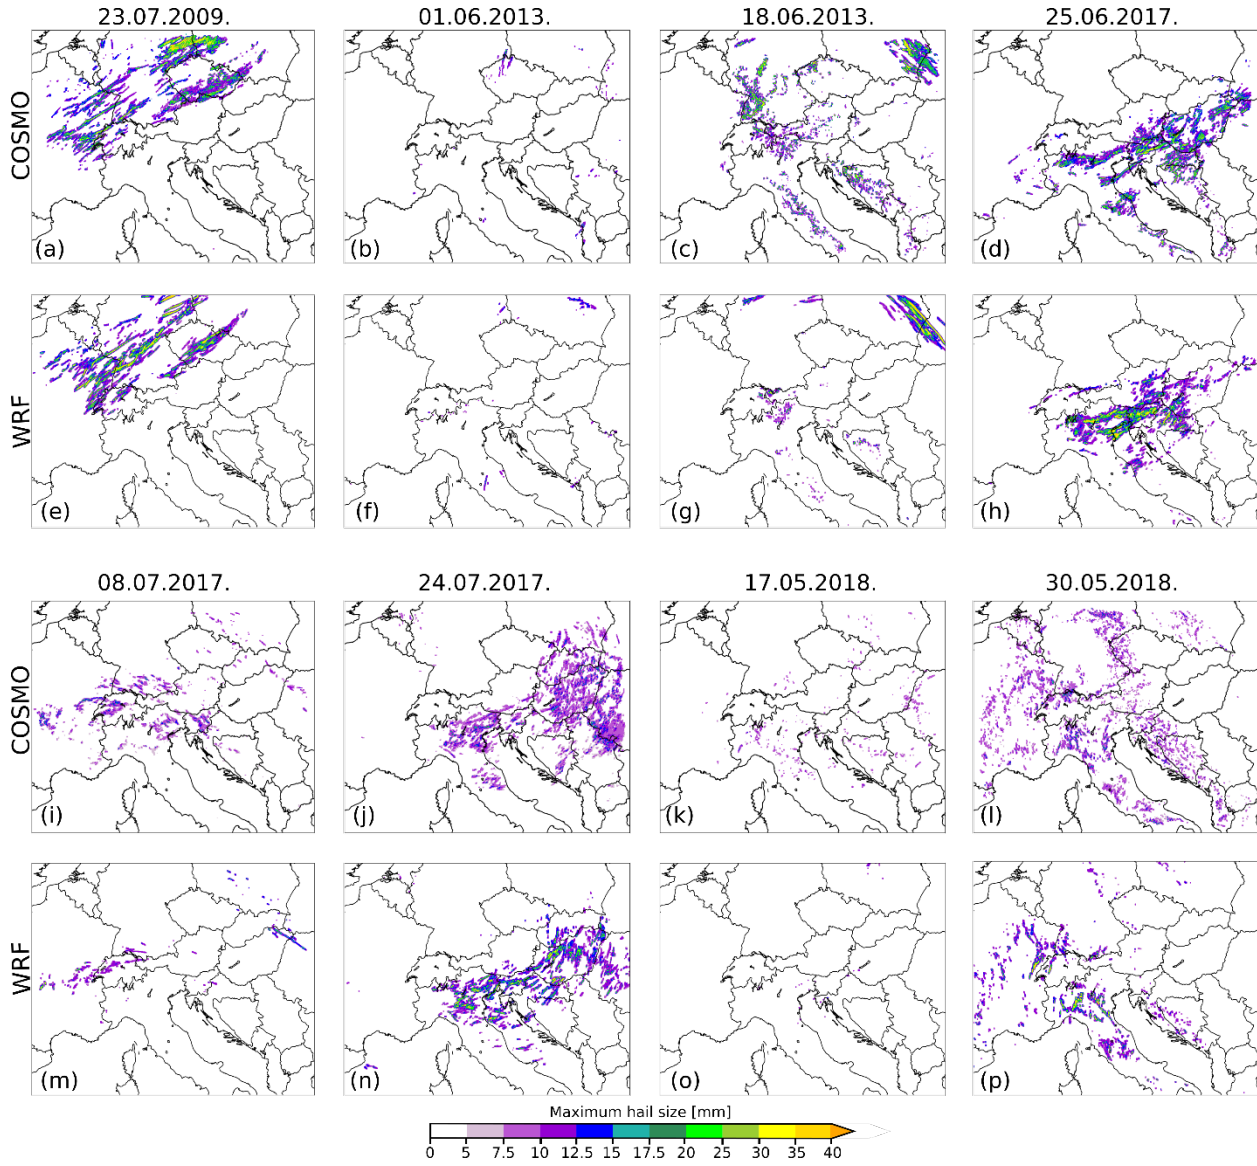 23.07.2009. 01.06.2013. 18.06.2013. 25.06.2017.
COSMO
(a) (b) (c) (d)
WRF
(e) (f) (g) (h)
08.07.2017. 24.07.2017. 17.05.2018. 30.05.2018.
COSMO
(i) (j) (k) (l)
WRF
(m) (n) (o) (p)
Maximum hail size [mm]
0 5 7.5 10 12.5 15 17.5 20 25 30 35 40